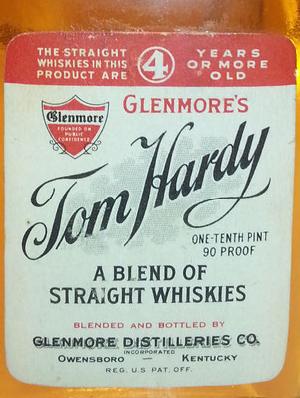 THE STRAIGHT
WHISKIES IN THIS
PRODUCT ARE
4
YEARS
OR MORE
OLD
Glenmore
FOUNDED ON
PUBLIC
CONFIDENCE
GLENMORE'S
Tom Hardy
ONE-TENTH PINT
90 PROOF
A BLEND OF
STRAIGHT WHISKIES
BLENDED AND BOTTLED BY
GLENMORE DISTILLERIES CO.
INCORPORATED
OWENSBORO — KENTUCKY
REG. U.S. PAT. OFF.